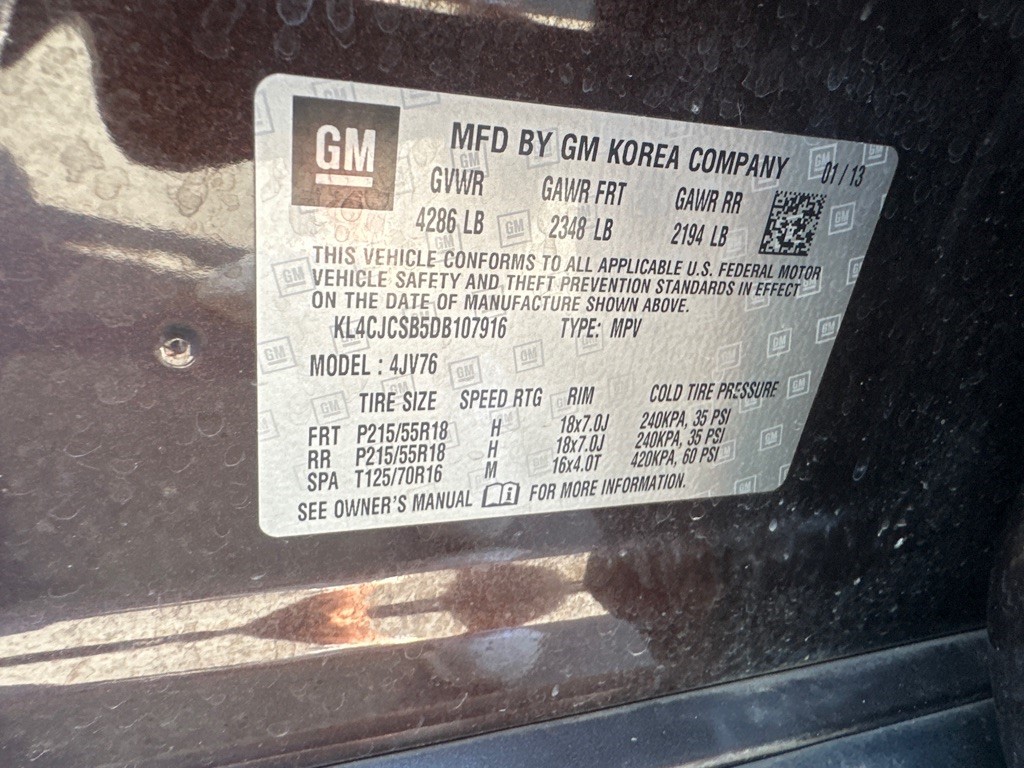 GM
MFD BY GM KOREA COMPANY 01/13
GVWR GAWR FRT GAWR RR
4286 LB 2348 LB 2194 LB
THIS VEHICLE CONFORMS TO ALL APPLICABLE U.S. FEDERAL MOTOR
VEHICLE SAFETY AND THEFT PREVENTION STANDARDS IN EFFECT
ON THE DATE OF MANUFACTURE SHOWN ABOVE.
KL4CJCSB5DB107916 TYPE: MPV
MODEL : 4JV76
TIRE SIZE SPEED RTG RIM COLD TIRE PRESSURE
FRT P215/55R18 H 18x7.0J 240KPA, 35 PSI
RR P215/55R18 H 18x7.0J 240KPA, 35 PSI
SPA T125/70R16 M 16x4.0T 420KPA, 60 PSI
SEE OWNER'S MANUAL FOR MORE INFORMATION.